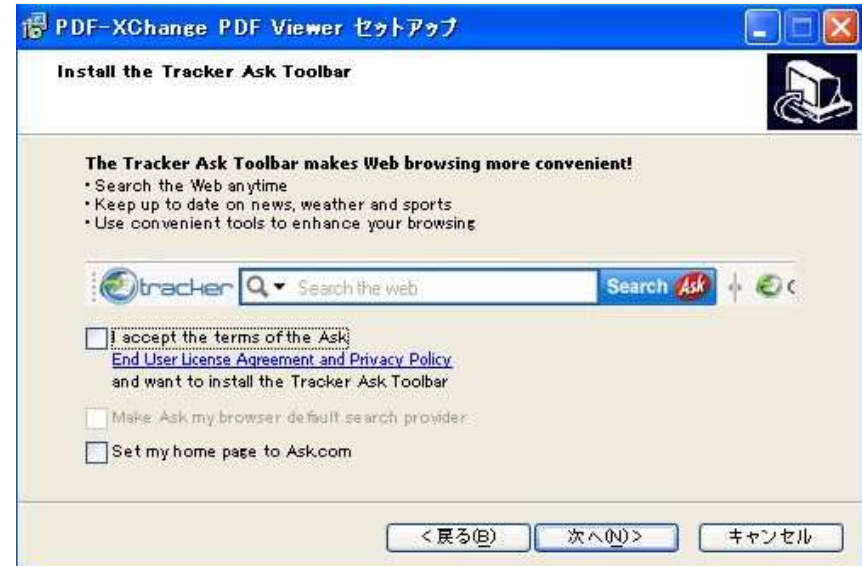 PDF-XChange PDF Viewer セットアップ
Install the Tracker Ask Toolbar
The Tracker Ask Toolbar makes Web browsing more convenient!
• Search the Web anytime
• Keep up to date on news, weather and sports
• Use convenient tools to enhance your browsing
tracker Search the web Search Ask C
I accept the terms of the Ask
End User License Agreement and Privacy Policy
and want to install the Tracker Ask Toolbar
Make Ask my browser default search provider
Set my home page to Ask.com
<戻る(B) 次へ(N)> キャンセル